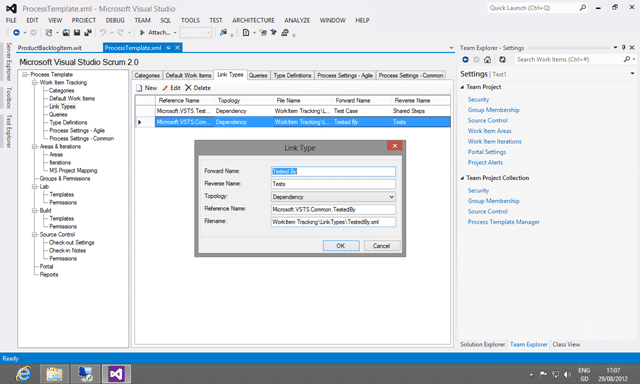 ProcessTemplate.xml - Microsoft Visual Studio
Quick Launch (Ctrl+Q)
FILE EDIT VIEW PROJECT DEBUG TEAM SQL TOOLS TEST ARCHITECTURE ANALYZE WINDOW HELP
Attach...
Server Explorer
Toolbox
Test Explorer
ProductBacklogItem.wit
ProcessTemplate.xml
Microsoft Visual Studio Scrum 2.0
Process Template
Work Item Tracking
Categories
Default Work Items
Link Types
Queries
Type Definitions
Process Settings - Agile
Process Settings - Common
Areas & Iterations
Areas
Iterations
MS Project Mapping
Groups & Permissions
Lab
Templates
Permissions
Build
Templates
Permissions
Source Control
Check-out Settings
Check-in Notes
Permissions
Portal
Reports
Categories Default Work Items Link Types Queries Type Definitions Process Settings - Agile Process Settings - Common
New Edit Delete
Reference Name Topology File Name Forward Name Reverse Name
Microsoft.VSTS.Test... Dependency WorkItem Tracking\L... Test Case Shared Steps
Microsoft.VSTS.Com... Dependency WorkItem Tracking\L... Tested By Tests
Link Type
Forward Name: Tested By
Reverse Name: Tests
Topology: Dependency
Reference Name: Microsoft.VSTS.Common.TestedBy
Filename: WorkItem Tracking\LinkTypes\TestedBy.xml
OK Cancel
Team Explorer - Settings
Search Work Items (Ctrl+')
Settings | Test1
Team Project
Security
Group Membership
Source Control
Work Item Areas
Work Item Iterations
Portal Settings
Project Alerts
Team Project Collection
Security
Group Membership
Source Control
Process Template Manager
Solution Explorer Team Explorer Class View
Ready
ENG
GD
17:07
29/08/2012